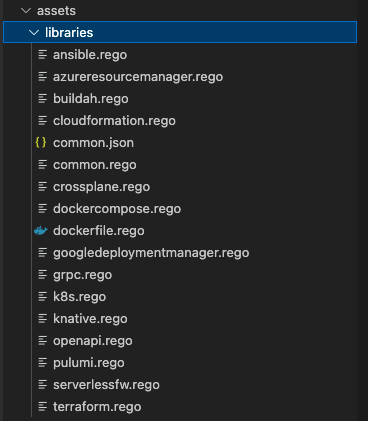 assets
libraries
ansible.rego
azureresourcemanager.rego
buildah.rego
cloudformation.rego
common.json
common.rego
crossplane.rego
dockercompose.rego
dockerfile.rego
googledeploymentmanager.rego
grpc.rego
k8s.rego
knative.rego
openapi.rego
pulumi.rego
serverlessfw.rego
terraform.rego